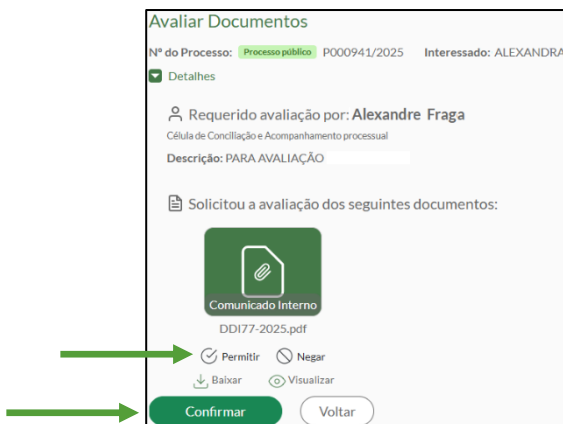 Avaliar Documentos
Nº do Processo: Processo público P000941/2025 Interessado: ALEXANDRA
Detalhes
Requerido avaliação por: Alexandre Fraga
Célula de Conciliação e Acompanhamento processual
Descrição: PARA AVALIAÇÃO
Solicitou a avaliação dos seguintes documentos:
Comunicado Interno
DDI77-2025.pdf
Permitir Negar
Baixar Visualizar
Confirmar Voltar